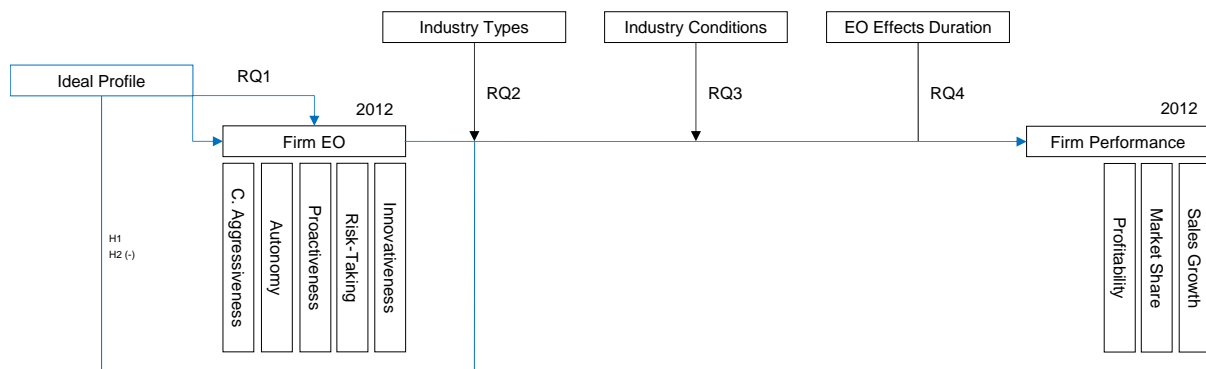 Industry Types
Industry Conditions
EO Effects Duration
Ideal Profile
RQ1
RQ2
RQ3
RQ4
2012
2012
Firm EO
Firm Performance
C. Aggressiveness
Autonomy
Proactiveness
Risk-Taking
Innovativeness
Profitability
Market Share
Sales Growth
H1
H2 (-)